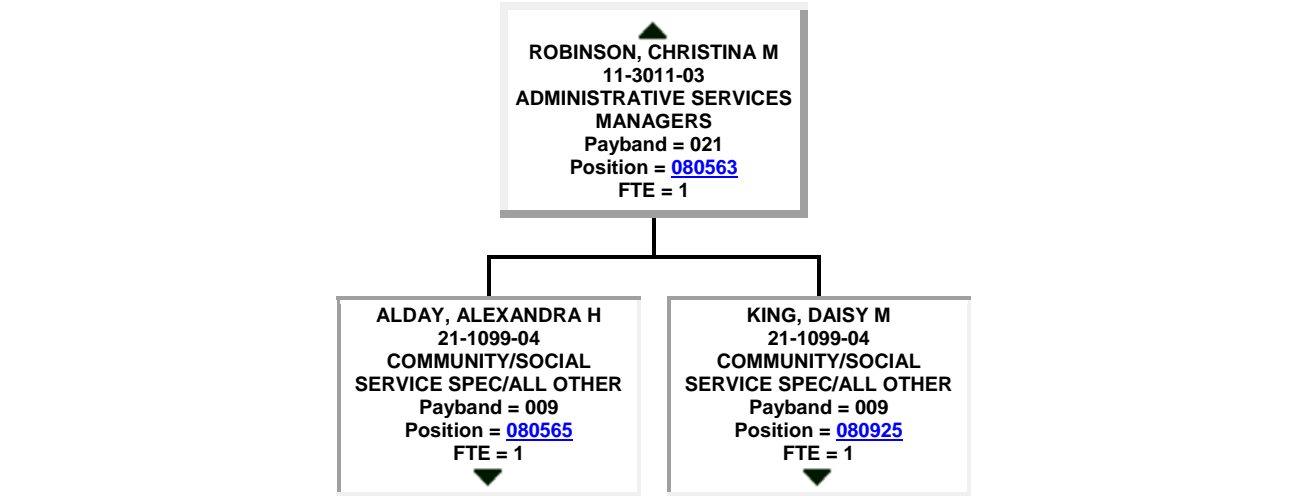 ROBINSON, CHRISTINA M
11-3011-03
ADMINISTRATIVE SERVICES
MANAGERS
Payband = 021
Position = 080563
FTE = 1
ALDAY, ALEXANDRA H
21-1099-04
COMMUNITY/SOCIAL
SERVICE SPEC/ALL OTHER
Payband = 009
Position = 080565
FTE = 1
KING, DAISY M
21-1099-04
COMMUNITY/SOCIAL
SERVICE SPEC/ALL OTHER
Payband = 009
Position = 080925
FTE = 1